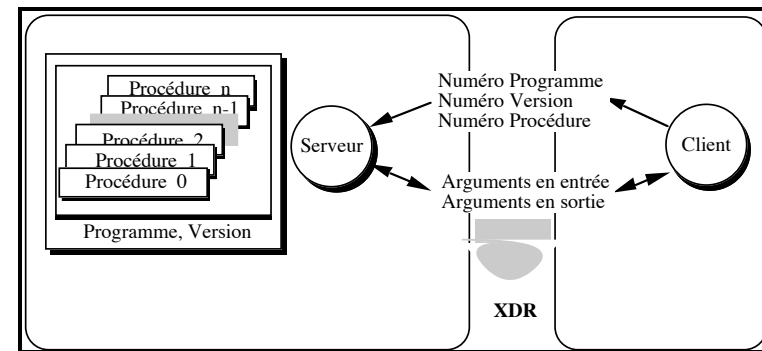 Procédure n
Procédure n-1
Procédure 2
Procédure 1
Procédure 0
Programme, Version
Serveur
Numéro Programme
Numéro Version
Numéro Procédure
Arguments en entrée
Arguments en sortie
XDR
Client